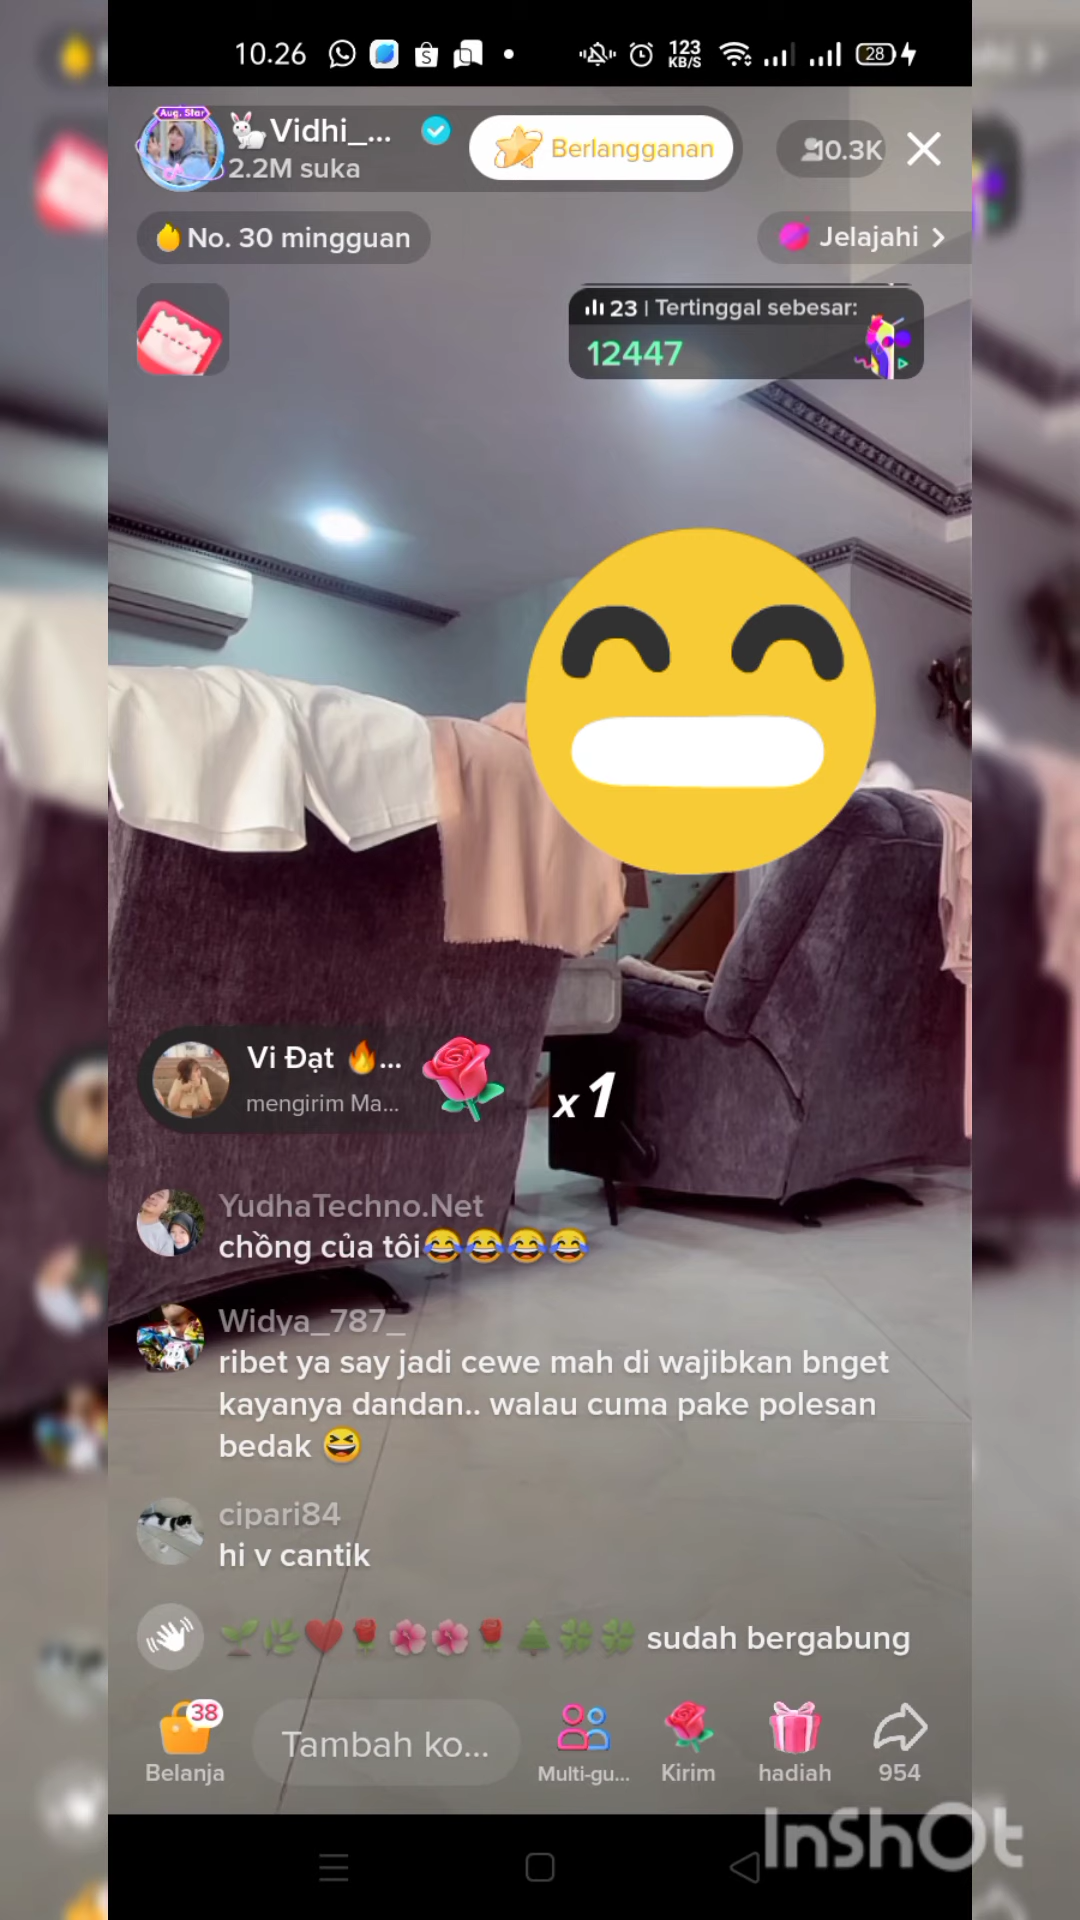 10.26
123
KB/S
28
Aug. Star
Vidhi_...
2.2M suka
Berlangganan
10.3K
No. 30 mingguan
Jelajahi
23 | Tertinggal sebesar:
12447
Vi Đạt 🔥...
mengirim Ma...
x1
YudhaTechno.Net
chồng của tôi😂😂😂😂
Widya_787_
ribet ya say jadi cewe mah di wajibkan bnget
kayanya dandan.. walau cuma pake polesan
bedak 😆
cipari84
hi v cantik
🌱🌿❤️🌹🌺🌺🌹🌲🍀🍀 sudah bergabung
38
Tambah ko...
Belanja
Multi-gu...
Kirim
hadiah
954
InShOt